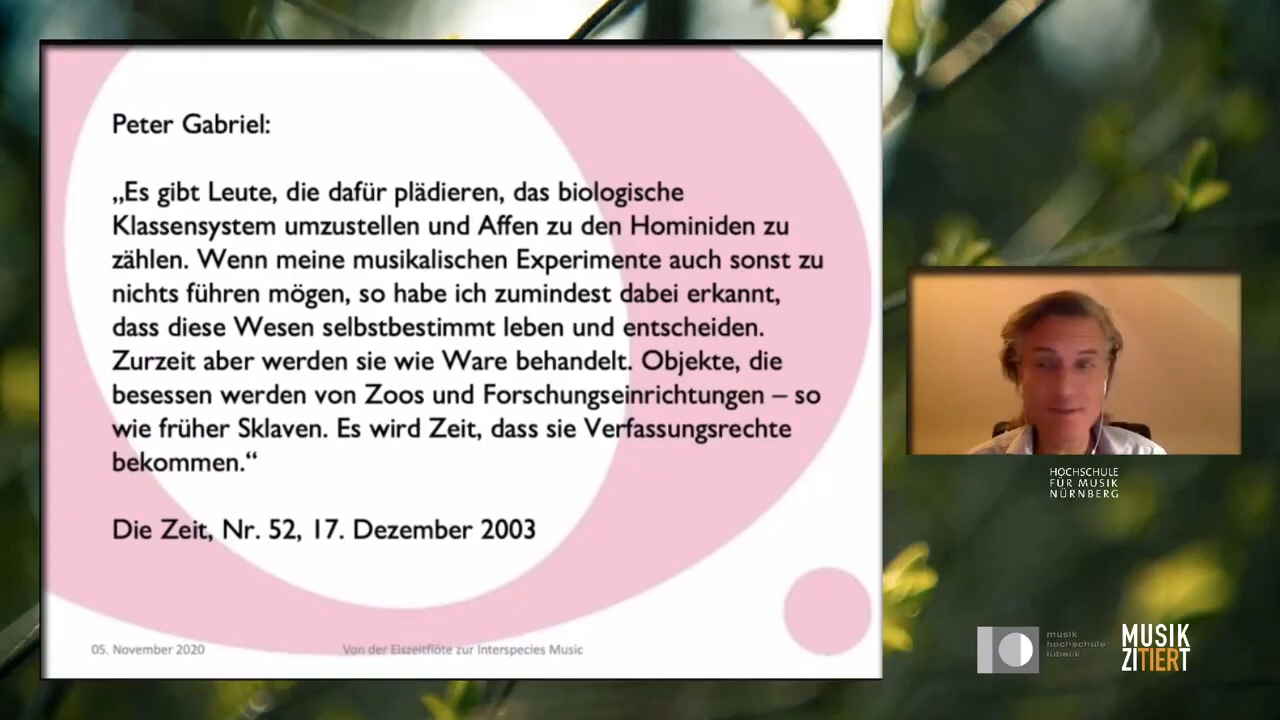 Peter Gabriel:
„Es gibt Leute, die dafür plädieren, das biologische
Klassensystem umzustellen und Affen zu den Hominiden zu
zählen. Wenn meine musikalischen Experimente auch sonst zu
nichts führen mögen, so habe ich zumindest dabei erkannt,
dass diese Wesen selbstbestimmt leben und entscheiden.
Zurzeit aber werden sie wie Ware behandelt. Objekte, die
besessen werden von Zoos und Forschungseinrichtungen – so
wie früher Sklaven. Es wird Zeit, dass sie Verfassungsrechte
bekommen.“
Die Zeit, Nr. 52, 17. Dezember 2003
05. November 2020
Von der Eiszeitflöte zur Interspecies Music
HOCHSCHULE
FÜR MUSIK
NÜRNBERG
musik
hochschule
lübeck
MUSIK
ZITIERT